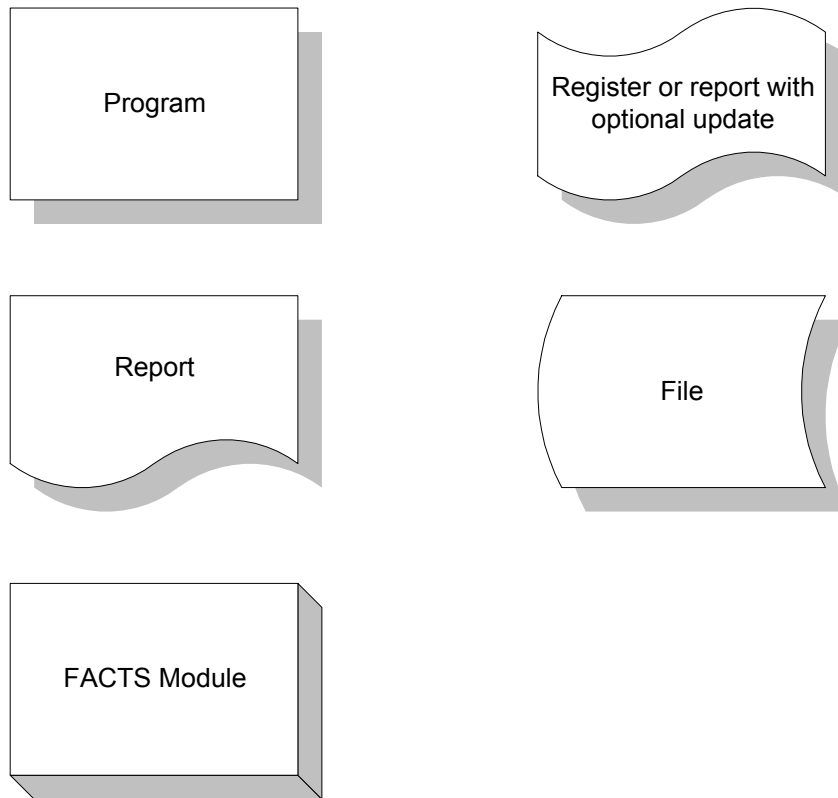 Program
Register or report with
optional update
Report
File
FACTS Module